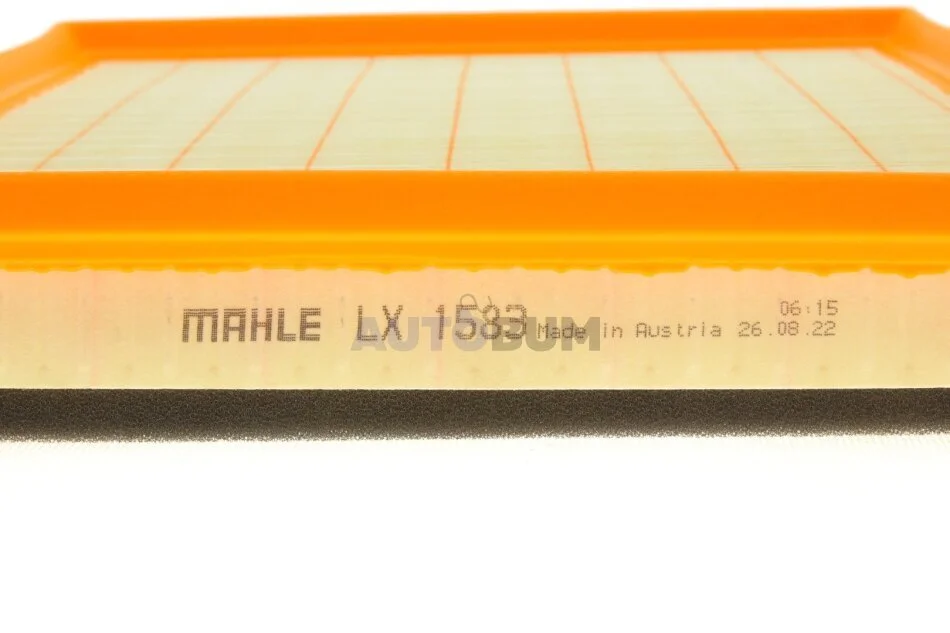 06:15
MAHLE LX 1583 Made in Austria 26.08.22
AUTOBUM